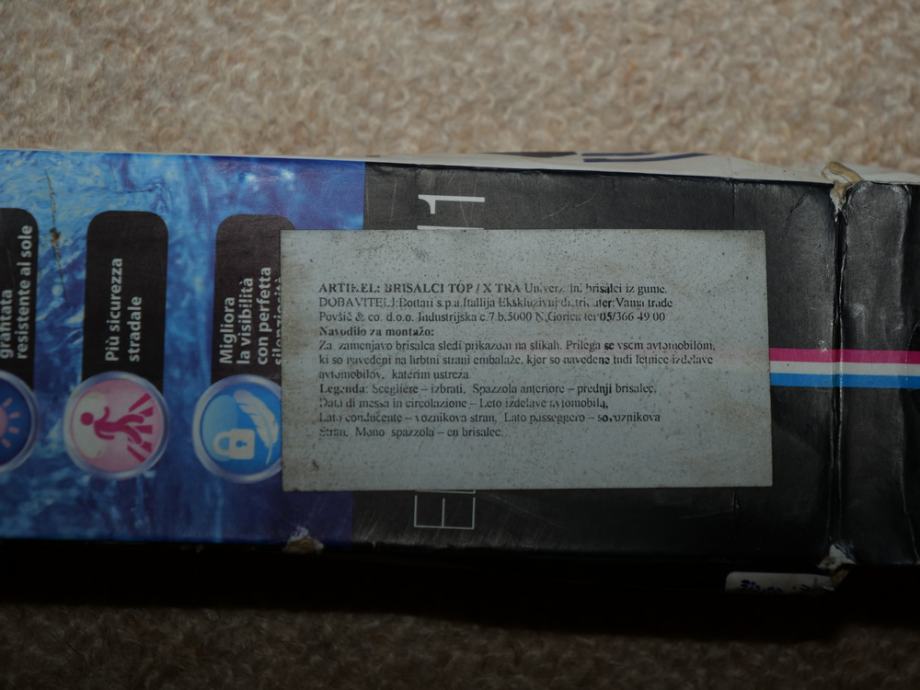 resistente al sole
Più sicurezza
stradale
Migliora
la visibilità
con perfetta
ARTIKEL: BRISALCI TOP / X TRA brisalci iz gume.
DOBAVITELJ:Bottari s.p.a.Italija Ekskluzivni Vama trade
Povšič & co. d.o.o. Industrijska c.7.b,5000 N.Gorica 05/366 49 00
Navodilo za montažo:
Za zamenjavo brisalca sledi prikazom na slikah. Prilega se vsem avtomobilom,
ki so navedeni na hrbtni strani embalaže, kjer so navedene tudi letnice izdelave
avtomobilov, katerim ustreza.
Legenda: Scegliere – izbrati, Spazzola anteriore – prednji brisalec,
Data di messa in circolazione – Leto izdelave avtomobila,
Lato conducente – voznikova stran, Lato passeggero – sovoznikova
stran, Mono spazzola – en brisalec.